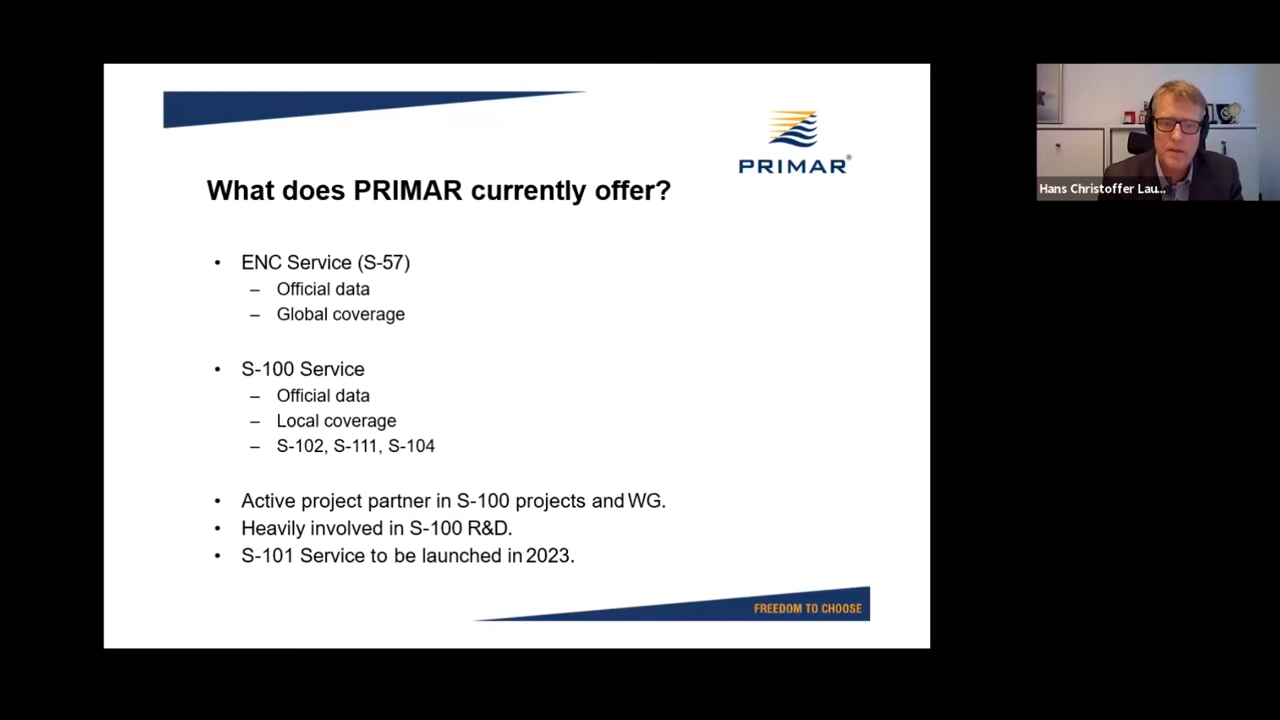 PRIMAR®
What does PRIMAR currently offer?
• ENC Service (S-57)
– Official data
– Global coverage
• S-100 Service
– Official data
– Local coverage
– S-102, S-111, S-104
• Active project partner in S-100 projects and WG.
• Heavily involved in S-100 R&D.
• S-101 Service to be launched in 2023.
FREEDOM TO CHOOSE
Hans Christoffer Lau...